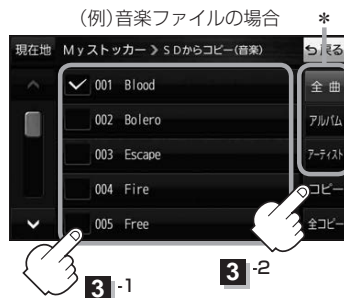 (例)音楽ファイルの場合 *
現在地 Myストッカー》SDからコピー(音楽) 戻る
001 Blood 全曲
002 Bolero アルバム
003 Escape アーティスト
004 Fire コピー
005 Free 全コピー
3 -1
3 -2